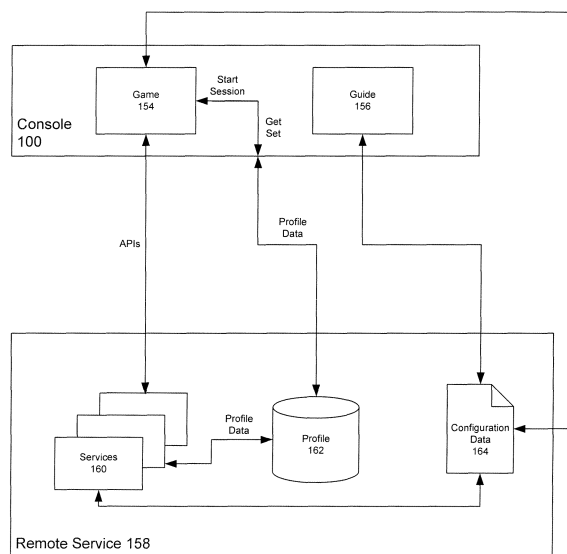 Game
154
Start
Session
Guide
156
Get
Set
Console
100
APIs
Profile
Data
Services
160
Profile
Data
Profile
162
Configuration
Data
164
Remote Service 158